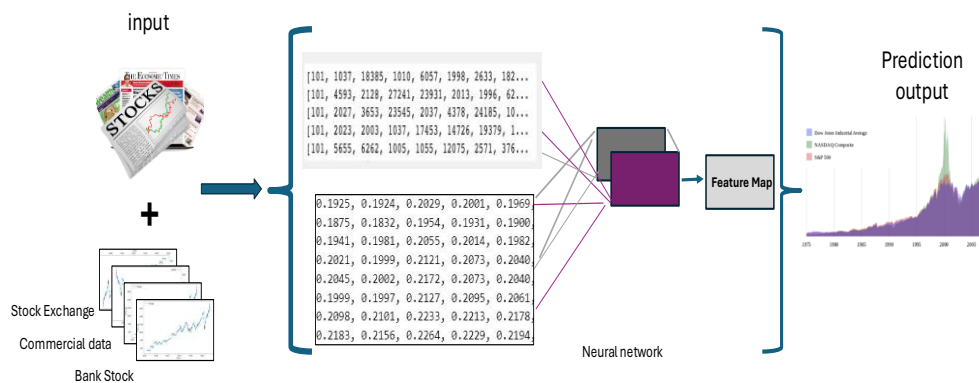 input
THE ECONOMIC TIMES
STOCKS
+
Stock Exchange
Commercial data
Bank Stock
[101, 1037, 18385, 1010, 6057, 1998, 2633, 182...
[101, 4593, 2128, 27241, 23931, 2013, 1996, 62...
[101, 2027, 3653, 23545, 2037, 4378, 24185, 10...
[101, 2023, 2003, 1037, 17453, 14726, 19379, 1...
[101, 5655, 6262, 1005, 1055, 12075, 2571, 376...
0.1925, 0.1924, 0.2029, 0.2001, 0.1969,
0.1875, 0.1832, 0.1954, 0.1931, 0.1900,
0.1941, 0.1981, 0.2055, 0.2014, 0.1982,
0.2021, 0.1999, 0.2121, 0.2073, 0.2040,
0.2045, 0.2002, 0.2172, 0.2073, 0.2040,
0.1999, 0.1997, 0.2127, 0.2095, 0.2061,
0.2098, 0.2101, 0.2233, 0.2213, 0.2178,
0.2183, 0.2156, 0.2264, 0.2229, 0.2194,
Neural network
Feature Map
Prediction
output
Dow Jones Industrial Average
NASDAQ Composite
S&P 500
1975 1980 1985 1990 1995 2000 2005